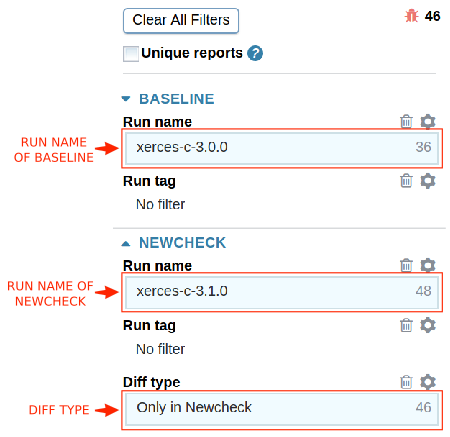 Clear All Filters
46
Unique reports ?
BASELINE
Run name
RUN NAME
OF BASELINE
xerces-c-3.0.0 36
Run tag
No filter
NEWCHECK
Run name
RUN NAME OF
NEWCHECK
xerces-c-3.1.0 48
Run tag
No filter
Diff type
DIFF TYPE
Only in Newcheck 46